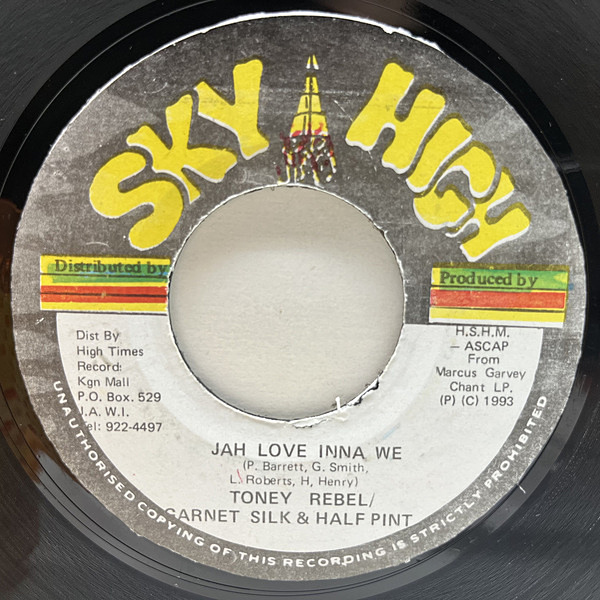 SKY HIGH
Distributed by
Produced by
Dist By
High Times
Record:
Kgn Mall
P.O. Box. 529
J.A. W.I.
el: 922-4497
H.S.H.M.
– ASCAP
From
Marcus Garvey
Chant LP.
(P) (C) 1993
JAH LOVE INNA WE
(P. Barrett, G. Smith,
L. Roberts, H, Henry)
TONEY REBEL/
GARNET SILK & HALF PINT
UNAUTHORISED COPYING OF THIS RECORDING IS STRICTLY PROHIBITED